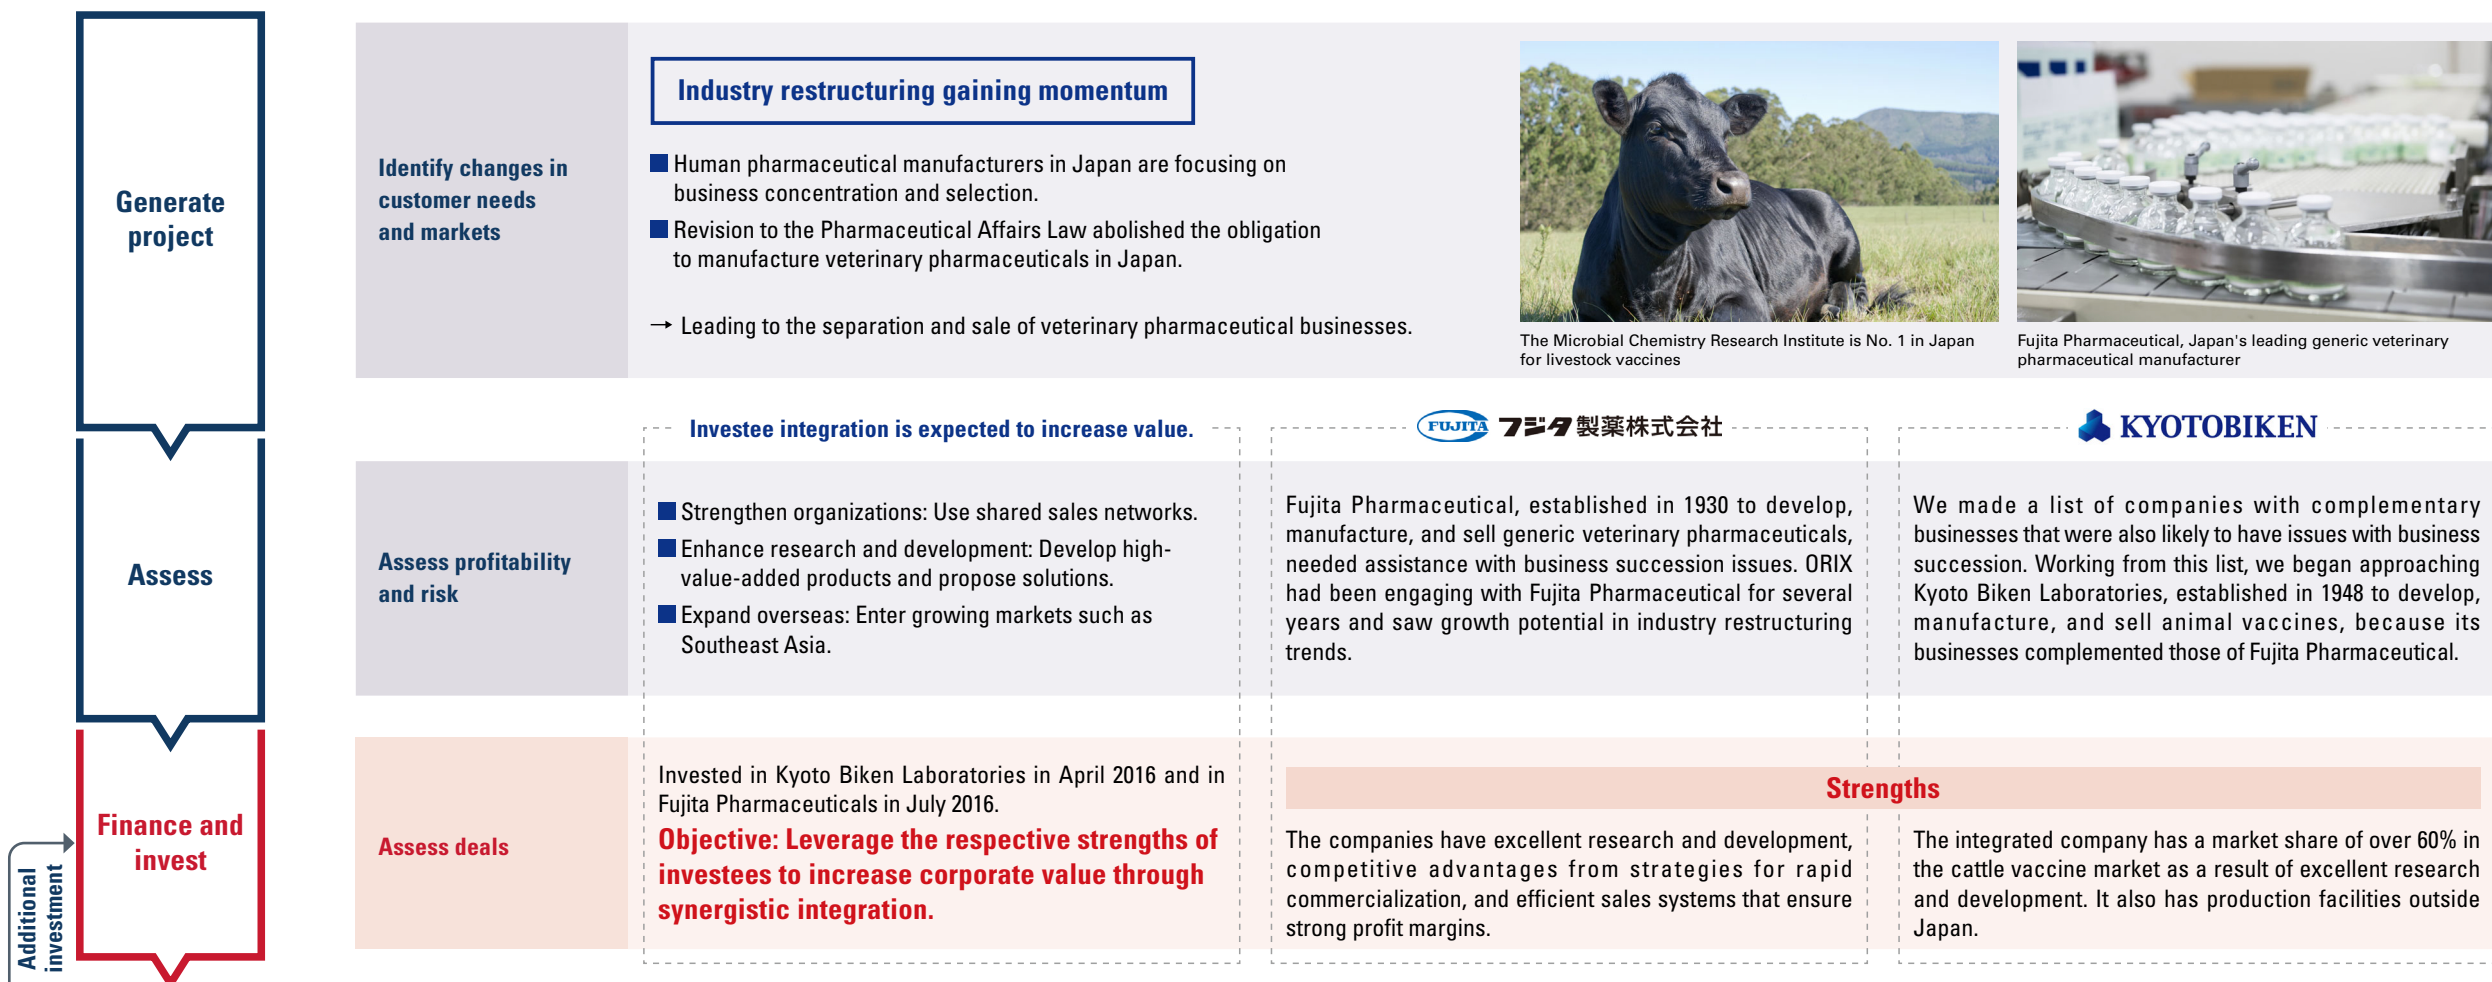 Generate
project
Identify changes in
customer needs
and markets
Industry restructuring gaining momentum
Human pharmaceutical manufacturers in Japan are focusing on
business concentration and selection.
Revision to the Pharmaceutical Affairs Law abolished the obligation
to manufacture veterinary pharmaceuticals in Japan.
→ Leading to the separation and sale of veterinary pharmaceutical businesses.
The Microbial Chemistry Research Institute is No. 1 in Japan
for livestock vaccines
Fujita Pharmaceutical, Japan's leading generic veterinary
pharmaceutical manufacturer
Assess
Assess profitability
and risk
Investee integration is expected to increase value.
Strengthen organizations: Use shared sales networks.
Enhance research and development: Develop high-
value-added products and propose solutions.
Expand overseas: Enter growing markets such as
Southeast Asia.
FUJITA フジタ製薬株式会社
Fujita Pharmaceutical, established in 1930 to develop,
manufacture, and sell generic veterinary pharmaceuticals,
needed assistance with business succession issues. ORIX
had been engaging with Fujita Pharmaceutical for several
years and saw growth potential in industry restructuring
trends.
KYOTOBIKEN
We made a list of companies with complementary
businesses that were also likely to have issues with business
succession. Working from this list, we began approaching
Kyoto Biken Laboratories, established in 1948 to develop,
manufacture, and sell animal vaccines, because its
businesses complemented those of Fujita Pharmaceutical.
Finance and
invest
Additional
investment
Assess deals
Invested in Kyoto Biken Laboratories in April 2016 and in
Fujita Pharmaceuticals in July 2016.
Objective: Leverage the respective strengths of
investees to increase corporate value through
synergistic integration.
Strengths
The companies have excellent research and development,
competitive advantages from strategies for rapid
commercialization, and efficient sales systems that ensure
strong profit margins.
The integrated company has a market share of over 60% in
the cattle vaccine market as a result of excellent research
and development. It also has production facilities outside
Japan.